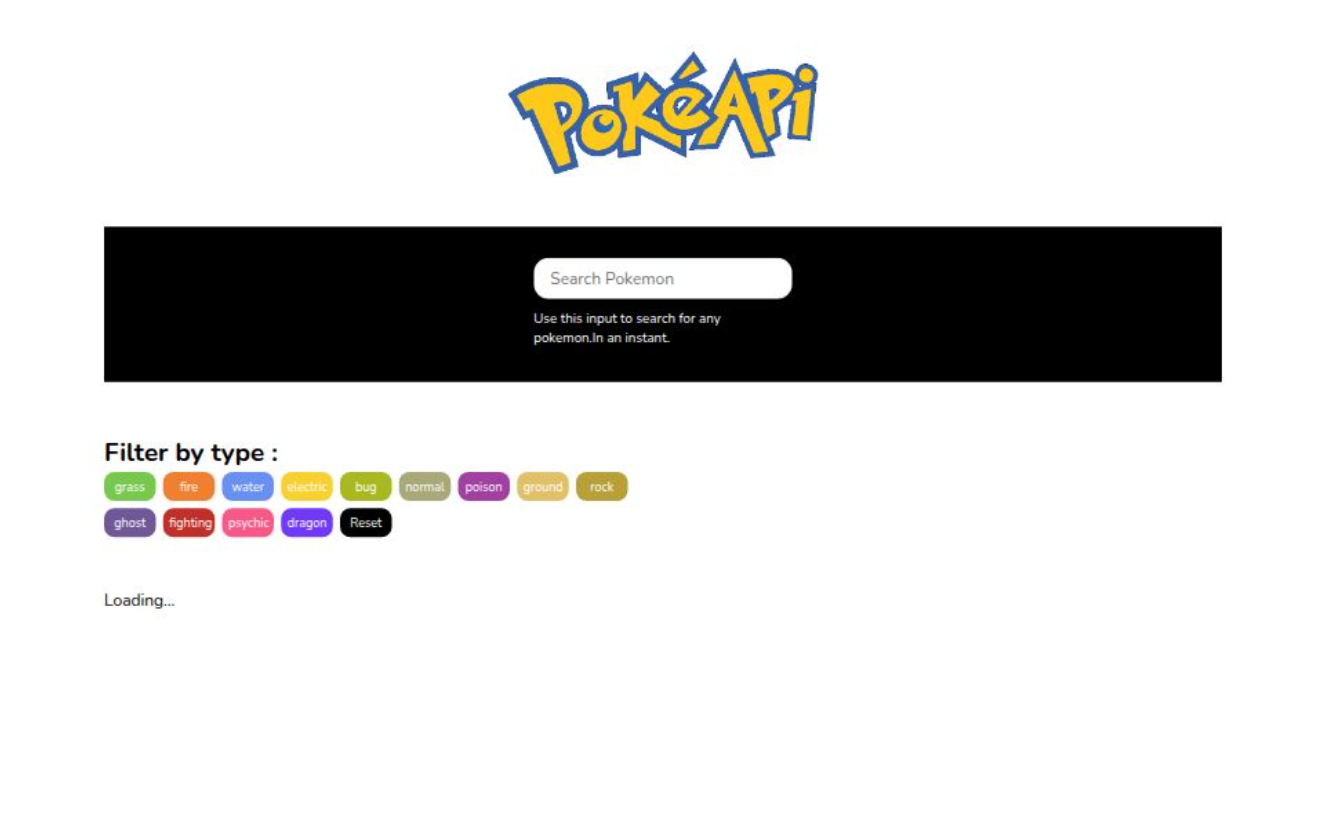 PokéAPi
Search Pokemon
Use this input to search for any
pokemon.In an instant.
Filter by type :
grass fire water electric bug normal poison ground rock
ghost fighting psychic dragon Reset
Loading...